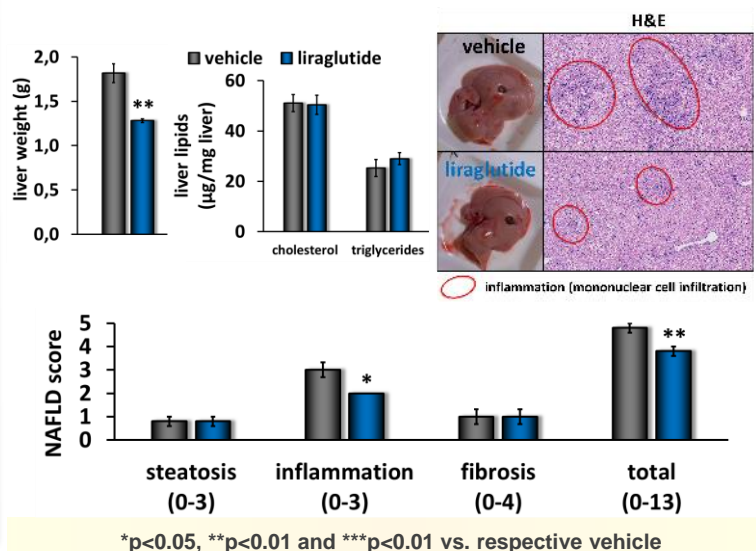 H&E
vehicle
liraglutide
inflammation (mononuclear cell infiltration)
vehicle liraglutide
liver weight (g)
2,0
1,5
1,0
0,5
0,0
**
liver lipids
(µg/mg liver)
60
40
20
0
cholesterol triglycerides
NAFLD score
5
4
3
2
1
0
*
**
steatosis inflammation fibrosis total
(0-3) (0-3) (0-4) (0-13)
*p<0.05, **p<0.01 and ***p<0.01 vs. respective vehicle